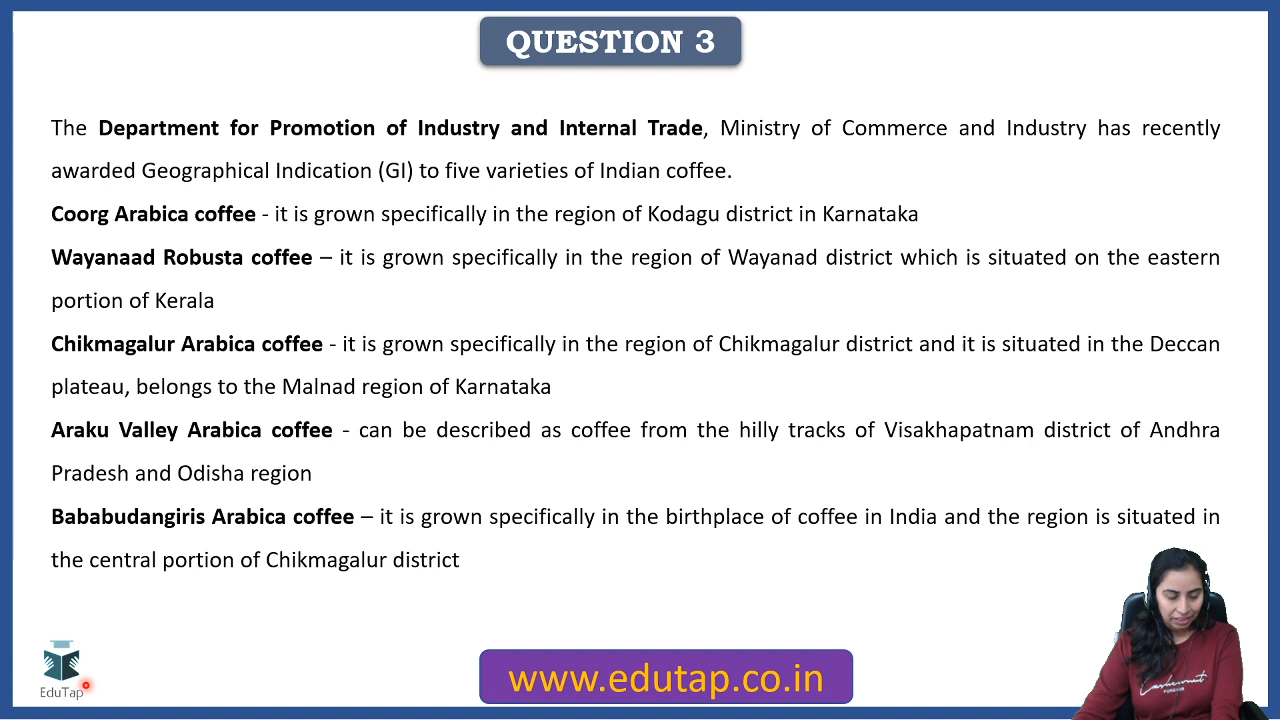 QUESTION 3
The Department for Promotion of Industry and Internal Trade, Ministry of Commerce and Industry has recently
awarded Geographical Indication (GI) to five varieties of Indian coffee.
Coorg Arabica coffee - it is grown specifically in the region of Kodagu district in Karnataka
Wayanaad Robusta coffee – it is grown specifically in the region of Wayanad district which is situated on the eastern
portion of Kerala
Chikmagalur Arabica coffee - it is grown specifically in the region of Chikmagalur district and it is situated in the Deccan
plateau, belongs to the Malnad region of Karnataka
Araku Valley Arabica coffee - can be described as coffee from the hilly tracks of Visakhapatnam district of Andhra
Pradesh and Odisha region
Bababudangiris Arabica coffee – it is grown specifically in the birthplace of coffee in India and the region is situated in
the central portion of Chikmagalur district
EduTap
www.edutap.co.in